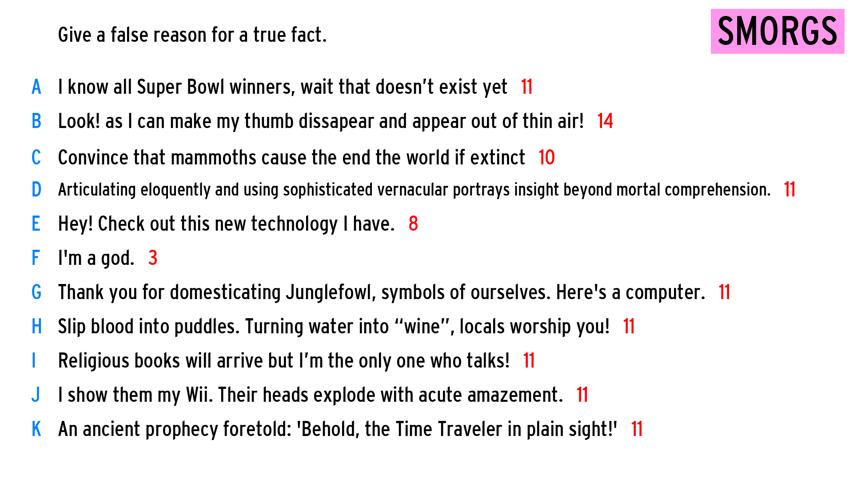 Give a false reason for a true fact.
SMORGS
A I know all Super Bowl winners, wait that doesn't exist yet 11
B Look! as I can make my thumb dissapear and appear out of thin air! 14
C Convince that mammoths cause the end the world if extinct 10
D Articulating eloquently and using sophisticated vernacular portrays insight beyond mortal comprehension. 11
E Hey! Check out this new technology I have. 8
F I'm a god. 3
G Thank you for domesticating Junglefowl, symbols of ourselves. Here's a computer. 11
H Slip blood into puddles. Turning water into “wine”, locals worship you! 11
I Religious books will arrive but I’m the only one who talks! 11
J I show them my Wii. Their heads explode with acute amazement. 11
K An ancient prophecy foretold: 'Behold, the Time Traveler in plain sight!' 11